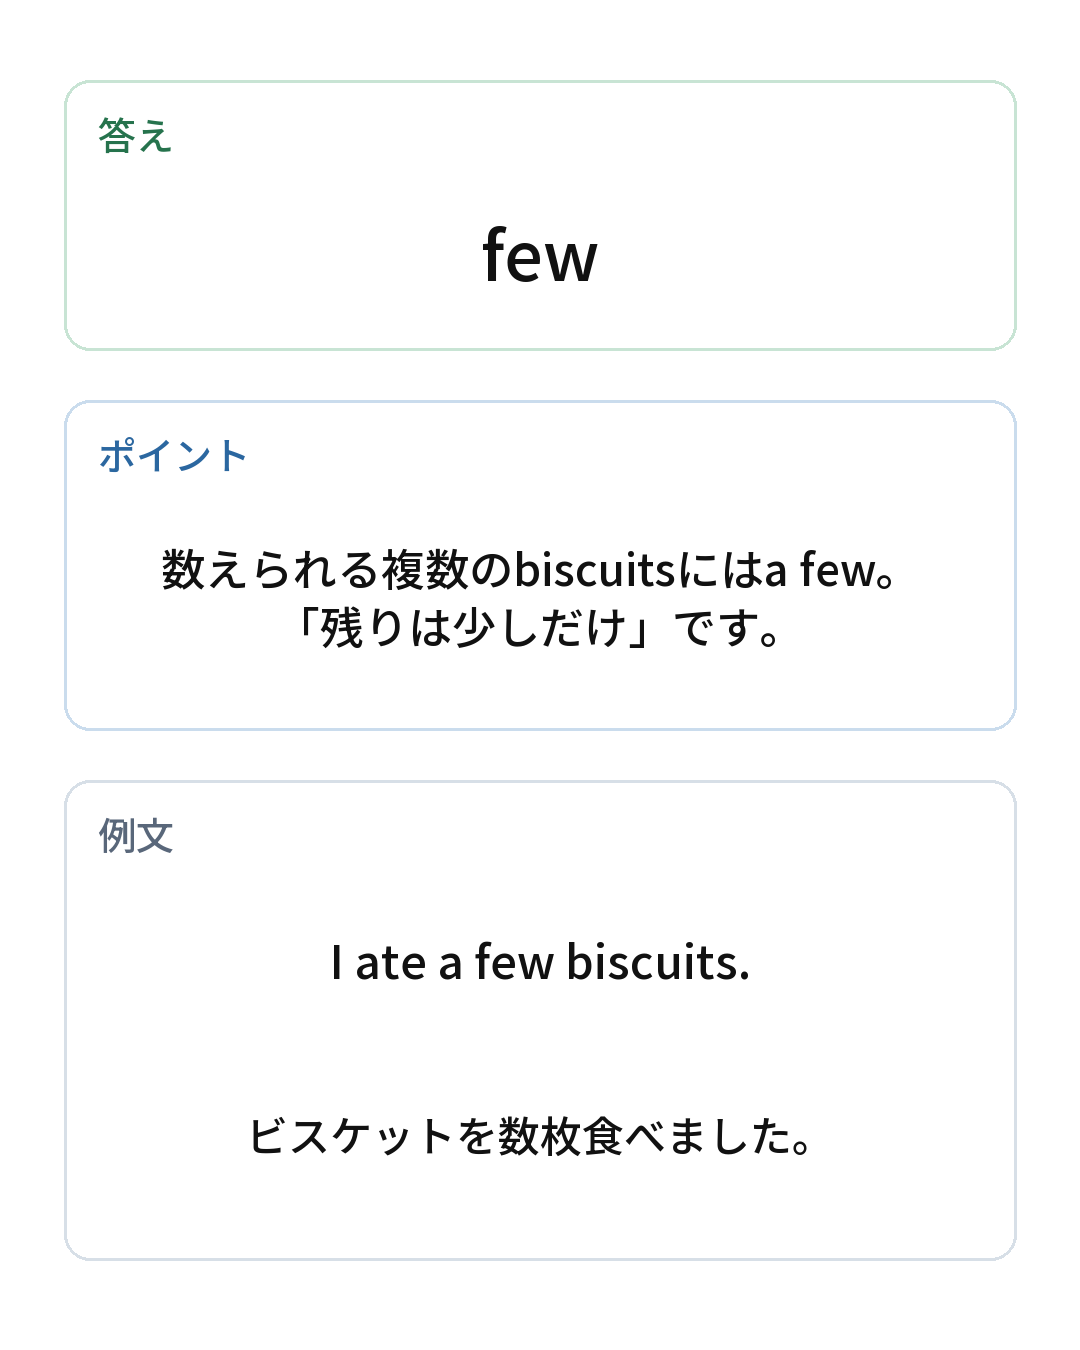 答え
few
ポイント
数えられる複数のbiscuitsにはa few。
「残りは少しだけ」です。
例文
I ate a few biscuits.
ビスケットを数枚食べました。